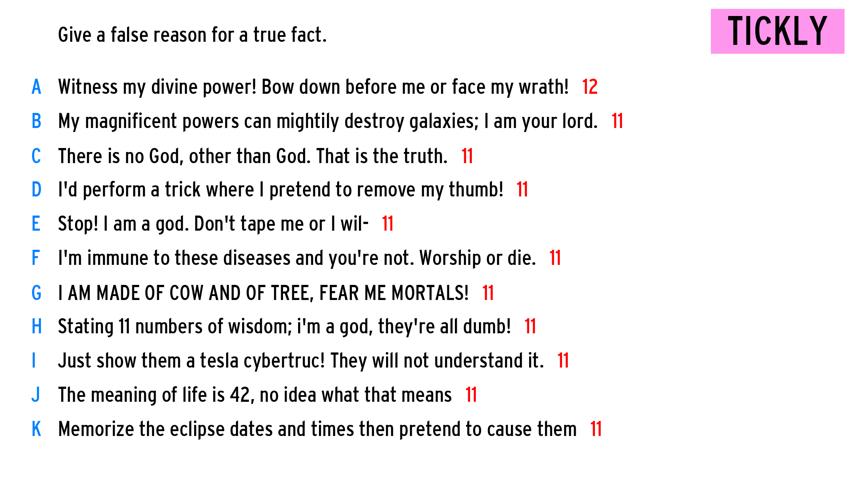 Give a false reason for a true fact.
TICKLY
A Witness my divine power! Bow down before me or face my wrath! 12
B My magnificent powers can mightily destroy galaxies; I am your lord. 11
C There is no God, other than God. That is the truth. 11
D I'd perform a trick where I pretend to remove my thumb! 11
E Stop! I am a god. Don't tape me or I wil- 11
F I'm immune to these diseases and you're not. Worship or die. 11
G I AM MADE OF COW AND OF TREE, FEAR ME MORTALS! 11
H Stating 11 numbers of wisdom; i'm a god, they're all dumb! 11
I Just show them a tesla cybertruc! They will not understand it. 11
J The meaning of life is 42, no idea what that means 11
K Memorize the eclipse dates and times then pretend to cause them 11